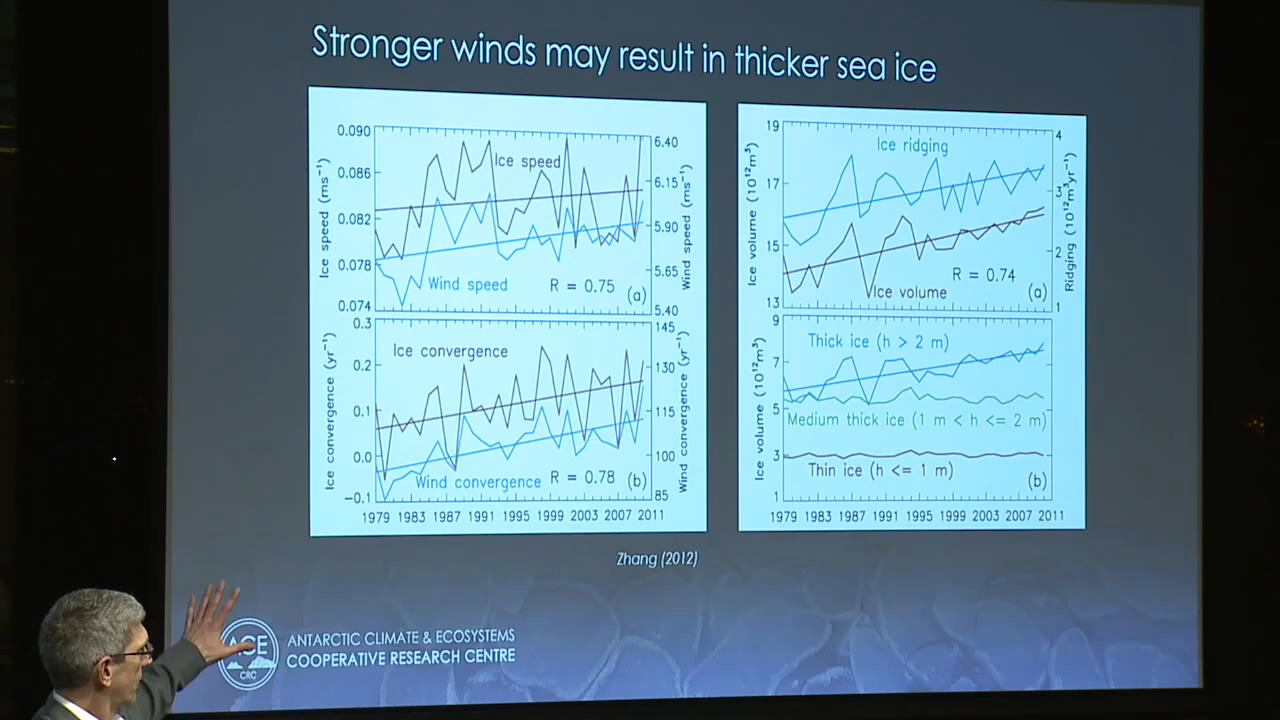 Stronger winds may result in thicker sea ice
0.090
0.086
0.082
0.078
0.074
Ice speed (ms⁻¹)
Ice speed
Wind speed
R = 0.75
(a)
6.40
6.15
5.90
5.65
5.40
Wind speed (ms⁻¹)
0.3
0.2
0.1
0.0
-0.1
Ice convergence (yr⁻¹)
Ice convergence
Wind convergence
R = 0.78
(b)
145
130
115
100
85
Wind convergence (yr⁻¹)
1979 1983 1987 1991 1995 1999 2003 2007 2011
19
17
15
13
Ice volume (10¹²m³)
Ice ridging
R = 0.74
Ice volume
(a)
4
3
2
1
Ridging (10¹²m³yr⁻¹)
9
7
5
3
1
Ice volume (10¹²m³)
Thick ice (h > 2 m)
Medium thick ice (1 m < h <= 2 m)
Thin ice (h <= 1 m)
(b)
1979 1983 1987 1991 1995 1999 2003 2007 2011
Zhang (2012)
ACE
CRC
ANTARCTIC CLIMATE & ECOSYSTEMS
COOPERATIVE RESEARCH CENTRE